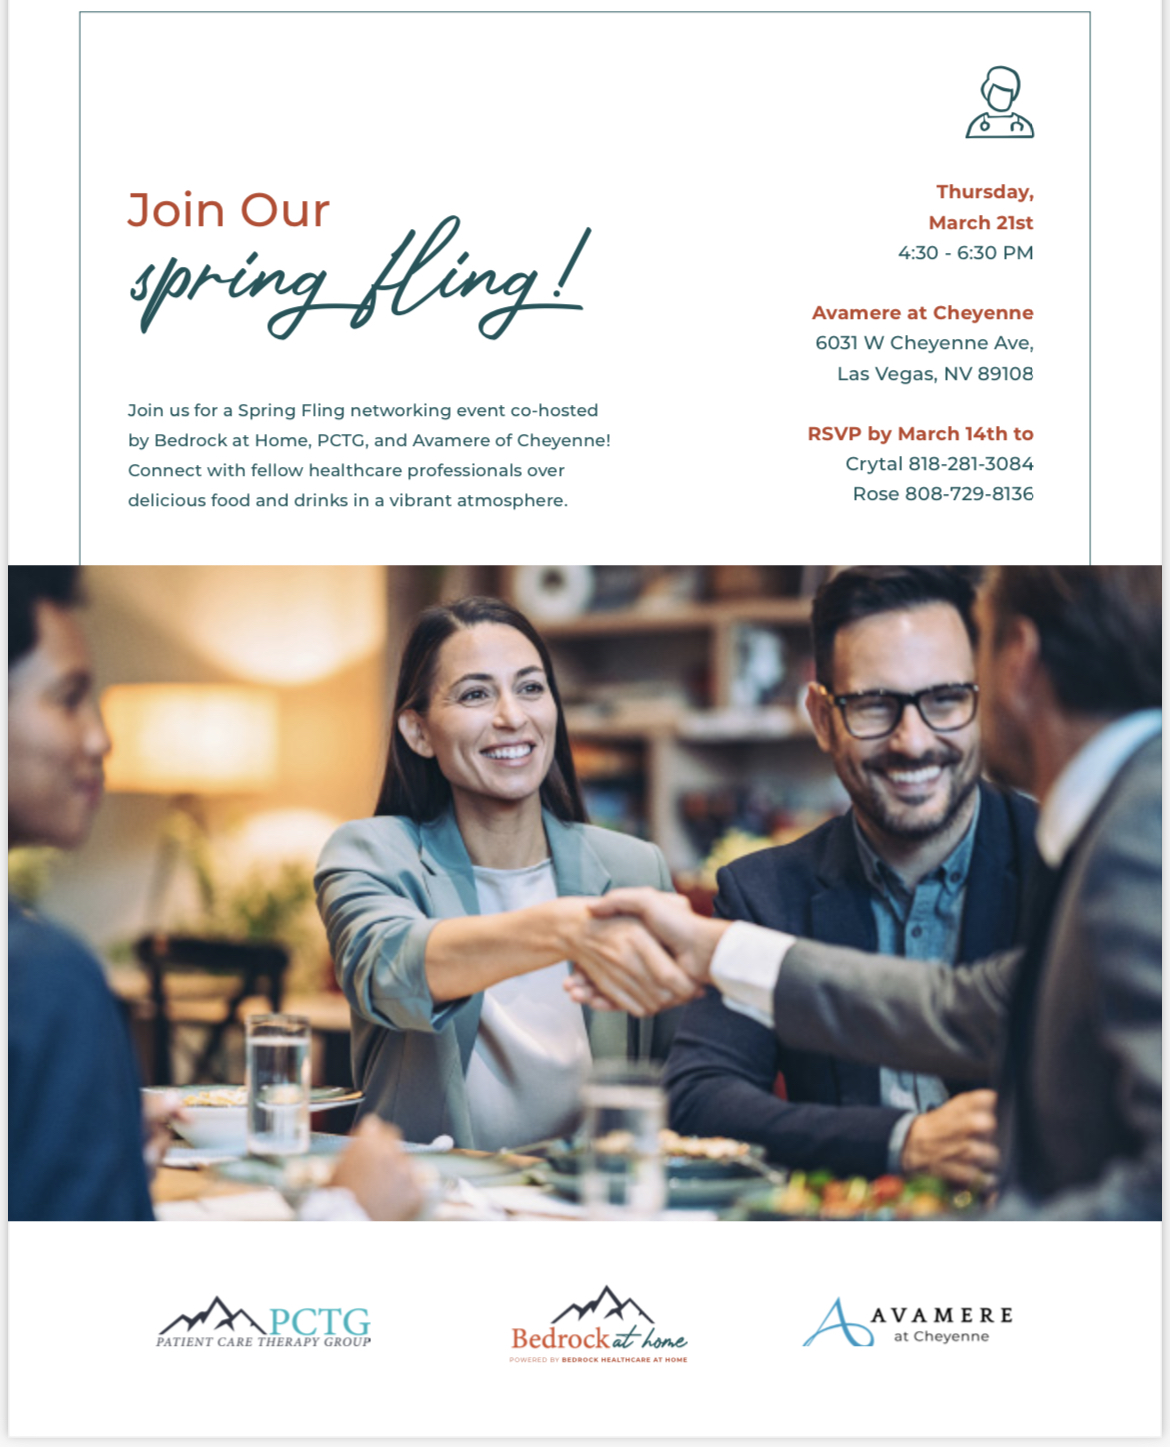 Join Our
spring fling!
Join us for a Spring Fling networking event co-hosted
by Bedrock at Home, PCTG, and Avamere of Cheyenne!
Connect with fellow healthcare professionals over
delicious food and drinks in a vibrant atmosphere.
Thursday,
March 21st
4:30 - 6:30 PM
Avamere at Cheyenne
6031 W Cheyenne Ave,
Las Vegas, NV 89108
RSVP by March 14th to
Crytal 818-281-3084
Rose 808-729-8136
PCTG
PATIENT CARE THERAPY GROUP
Bedrock at home
POWERED BY BEDROCK HEALTHCARE AT HOME
AVAMERE
at Cheyenne